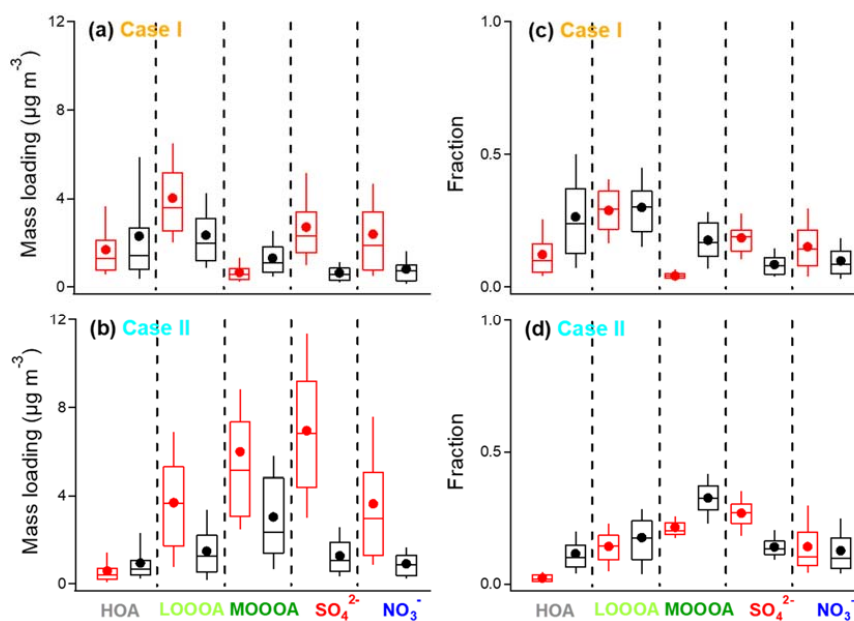 (a) Case I
Mass loading (µg m⁻³)
12
8
4
0
(c) Case I
Fraction
1.0
0.5
0.0
(b) Case II
Mass loading (µg m⁻³)
12
8
4
0
HOA LOOOA MOOOA SO₄²⁻ NO₃⁻
(d) Case II
Fraction
1.0
0.5
0.0
HOA LOOOA MOOOA SO₄²⁻ NO₃⁻